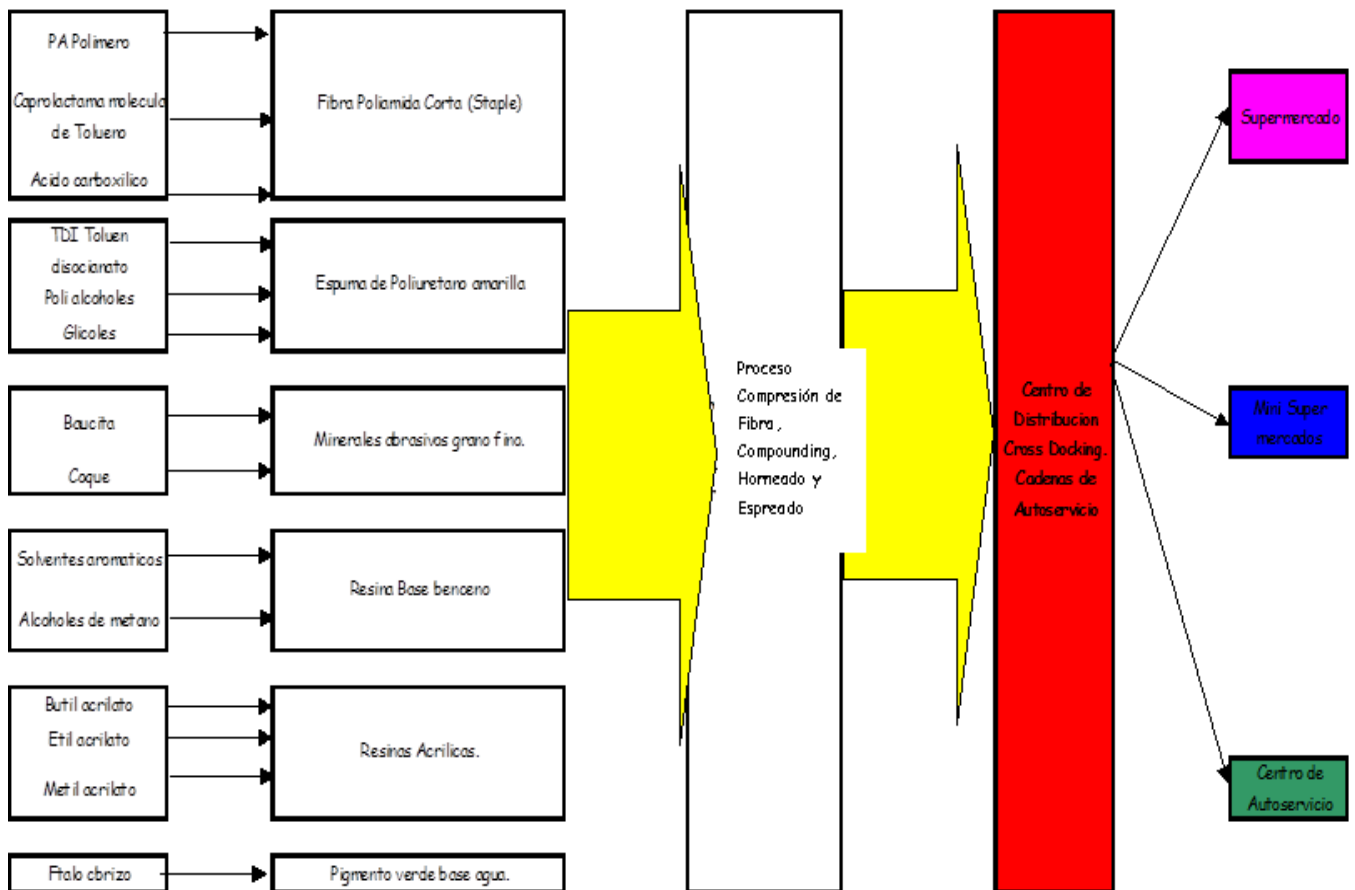 PA Polimero
Caprolactama molecula
de Tolueno
Acido carboxilico
Fibra Poliamida Corta (Staple)
TDI Toluen
disocianato
Poli alcoholes
Glicoles
Espuma de Poliuretano amarilla
Baucita
Coque
Minerales abrasivos grano fino.
Solventes aromaticos
Alcoholes de metano
Resina Base benceno
Butil acrilato
Etil acrilato
Metil acrilato
Resinas Acrilicas.
Ftalo cbrizo
Pigmento verde base agua.
Proceso
Compresión de
Fibra,
Compounding,
Horneado y
Espreado
Centro de
Distribucion
Cross Docking.
Cadenas de
Autoservicio
Supermercado
Mini Super
mercados
Centro de
Autoservicio